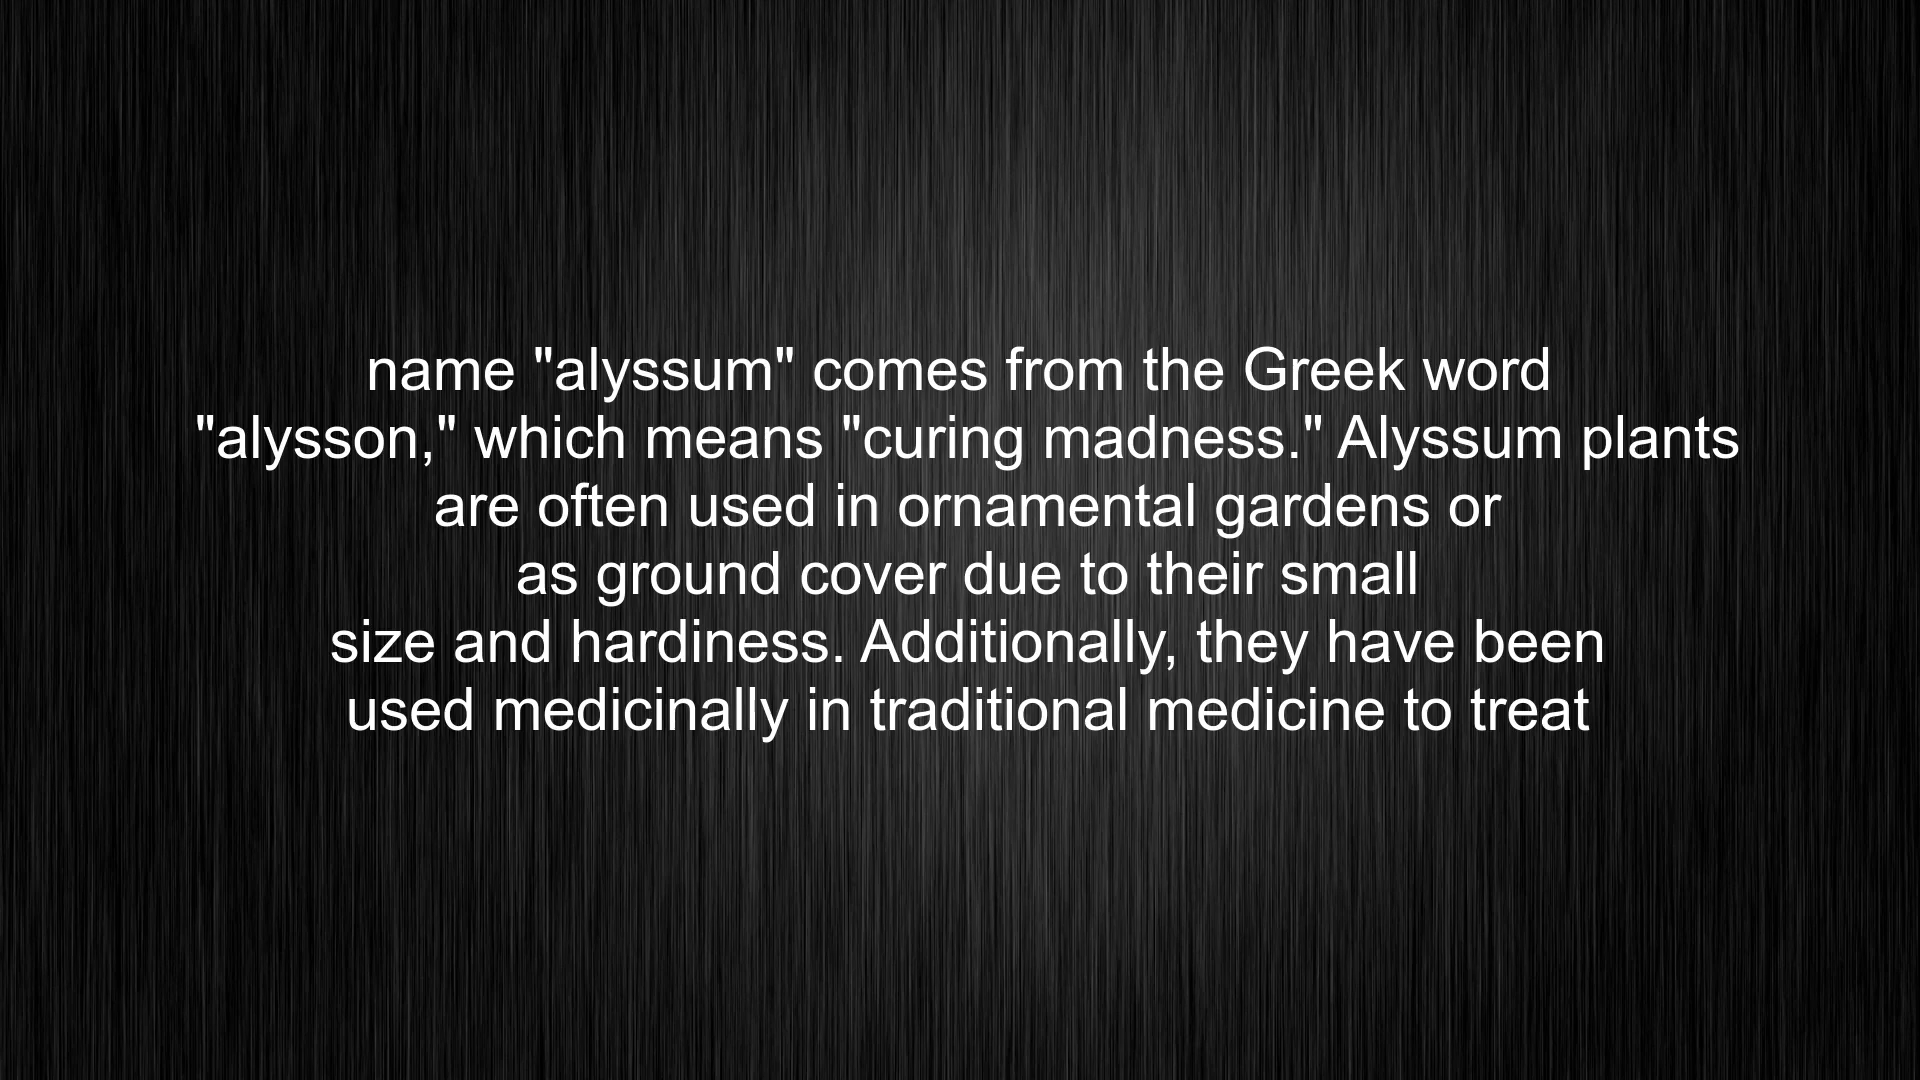 name "alyssum" comes from the Greek word
"alysson," which means "curing madness." Alyssum plants
are often used in ornamental gardens or
as ground cover due to their small
size and hardiness. Additionally, they have been
used medicinally in traditional medicine to treat